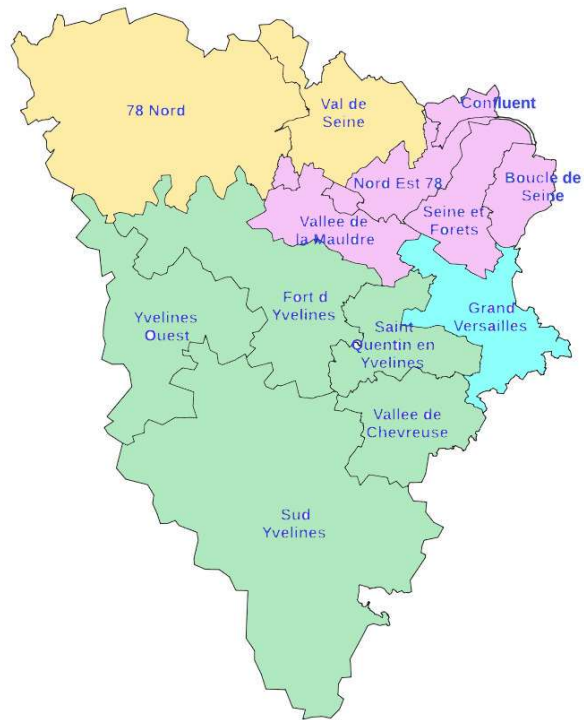 78 Nord
Val de
Seine
Confluent
Nord Est 78
Boucle de
Seine
Vallee de
la Mauldre
Seine et
Forets
Fort d
Yvelines
Grand
Versailles
Yvelines
Ouest
Saint
Quentin en
Yvelines
Vallee de
Chevreuse
Sud
Yvelines